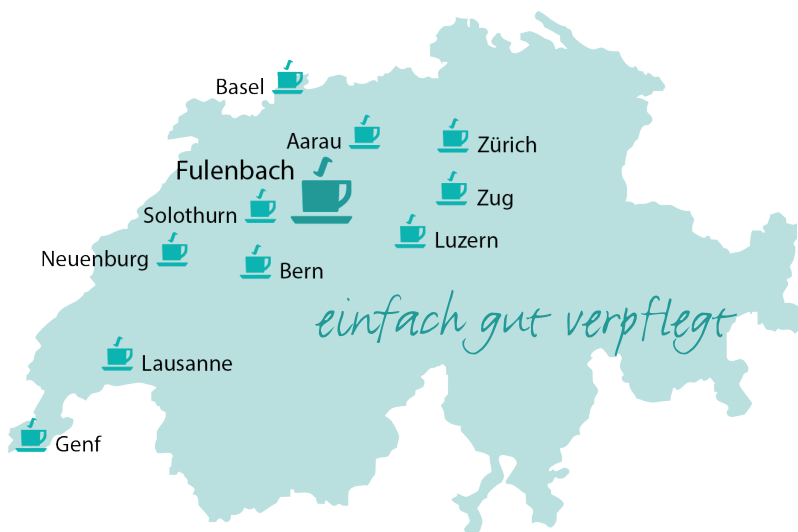 Basel
Aarau
Zürich
Fulenbach
Zug
Solothurn
Luzern
Neuenburg
Bern
einfach gut verpflegt
Lausanne
Genf